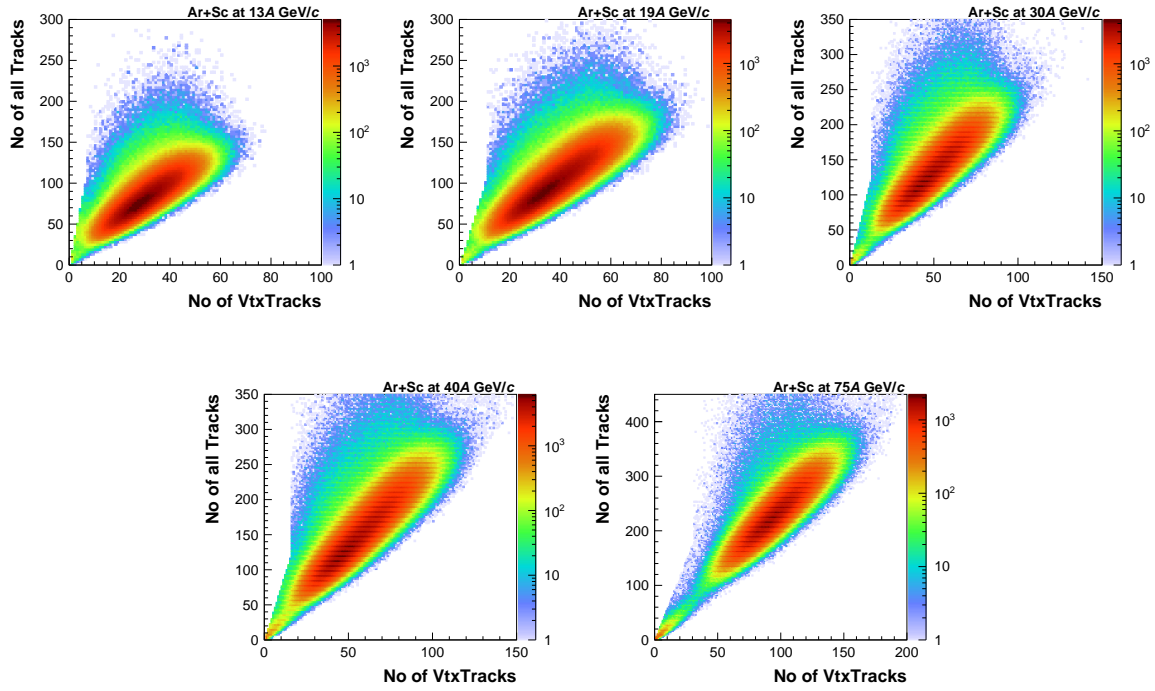 Ar+Sc at 13A GeV/c
No of all Tracks
300
250
200
150
100
50
0
0 20 40 60 80 100
No of VtxTracks
10³
10²
10
1
Ar+Sc at 19A GeV/c
No of all Tracks
300
250
200
150
100
50
0
0 20 40 60 80 100
No of VtxTracks
10³
10²
10
1
Ar+Sc at 30A GeV/c
No of all Tracks
350
300
250
200
150
100
50
0
0 50 100 150
No of VtxTracks
10³
10²
10
1
Ar+Sc at 40A GeV/c
No of all Tracks
350
300
250
200
150
100
50
0
0 50 100 150
No of VtxTracks
10³
10²
10
1
Ar+Sc at 75A GeV/c
No of all Tracks
400
300
200
100
0
0 50 100 150 200
No of VtxTracks
10³
10²
10
1